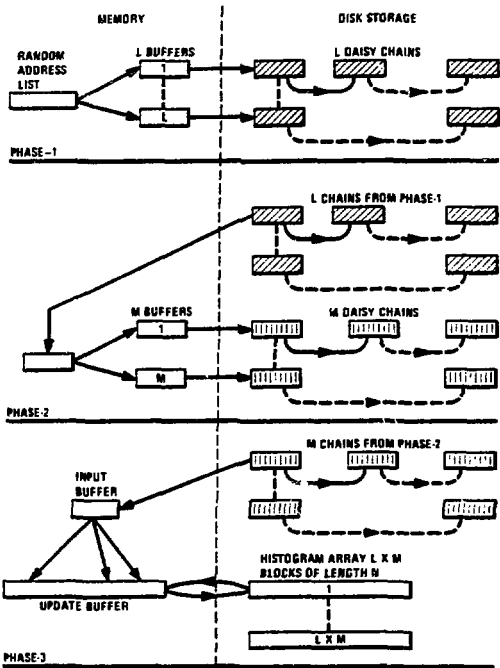 MEMORY
DISK STORAGE
L BUFFERS
L DAISY CHAINS
RANDOM
ADDRESS
LIST
1
L
PHASE-1
L CHAINS FROM PHASE-1
M BUFFERS
M DAISY CHAINS
1
M
PHASE-2
M CHAINS FROM PHASE-2
INPUT
BUFFER
HISTOGRAM ARRAY L X M
BLOCKS OF LENGTH N
UPDATE BUFFER
L X M
PHASE-3